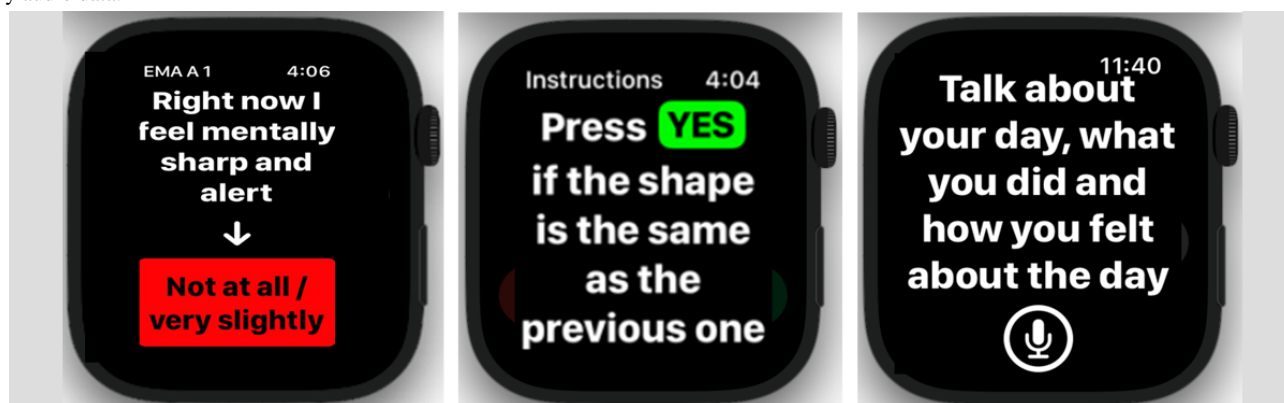 EMA A 1 4:06
Right now I
feel mentally
sharp and
alert
↓
Not at all /
very slightly
Instructions 4:04
Press YES
if the shape
is the same
as the
previous one
11:40
Talk about
your day, what
you did and
how you felt
about the day